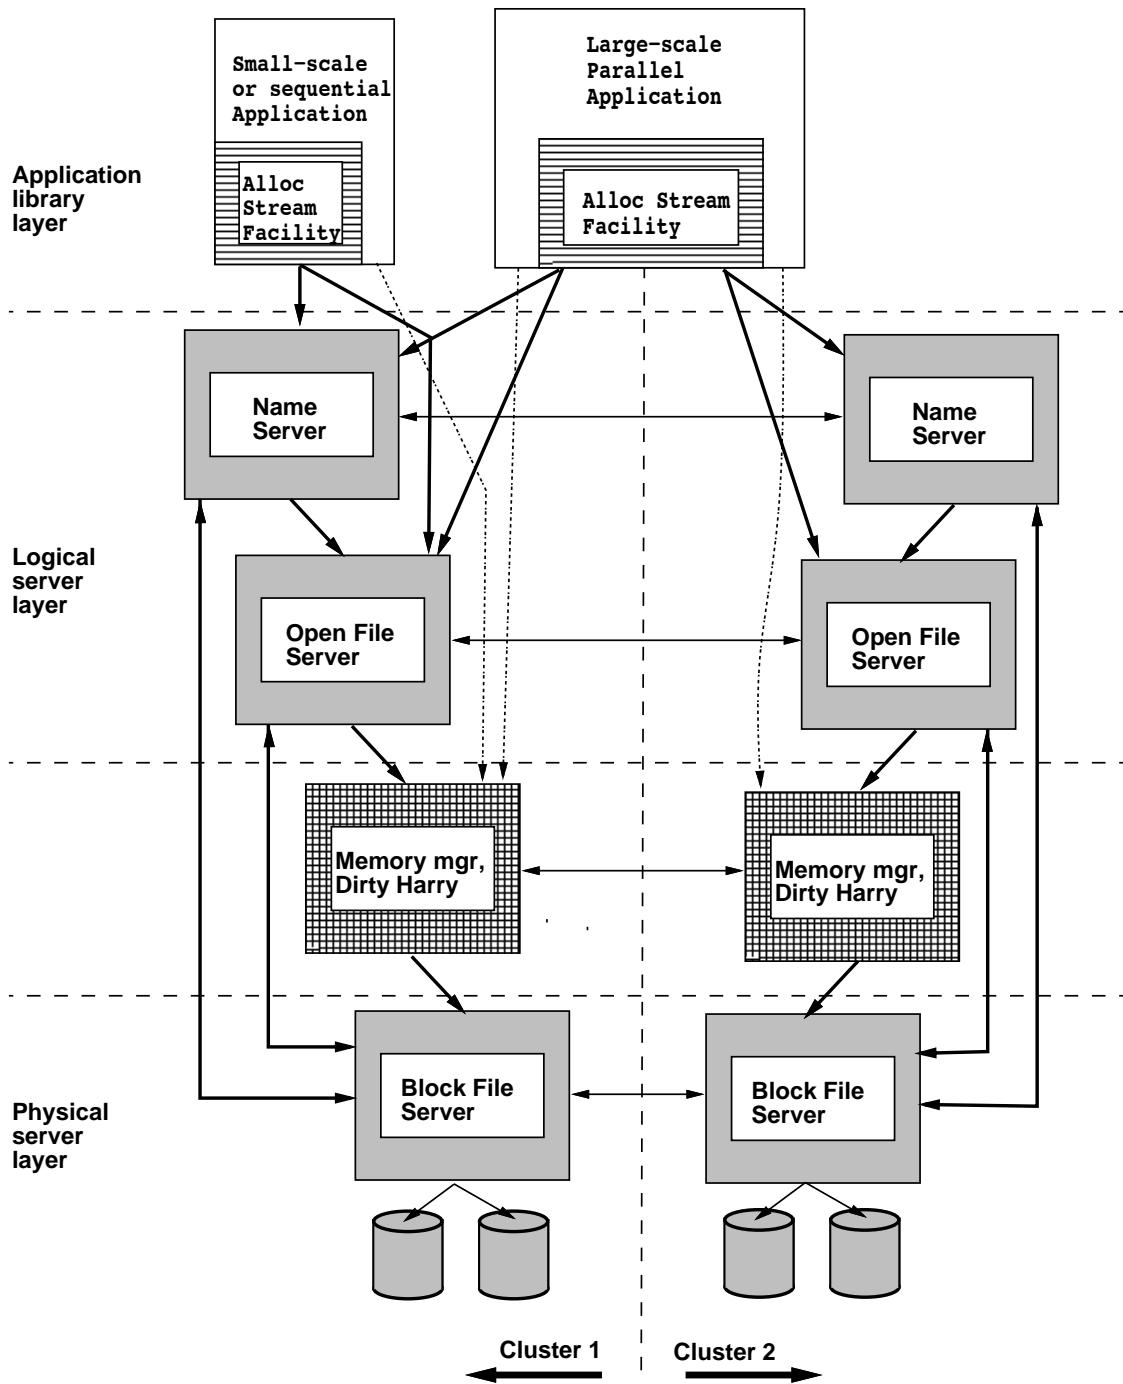 Small-scale
or sequential
Application
Large-scale
Parallel
Application
Application
library
layer
Alloc
Stream
Facility
Alloc Stream
Facility
Name
Server
Name
Server
Logical
server
layer
Open File
Server
Open File
Server
Memory mgr,
Dirty Harry
Memory mgr,
Dirty Harry
Physical
server
layer
Block File
Server
Block File
Server
Cluster 1
Cluster 2